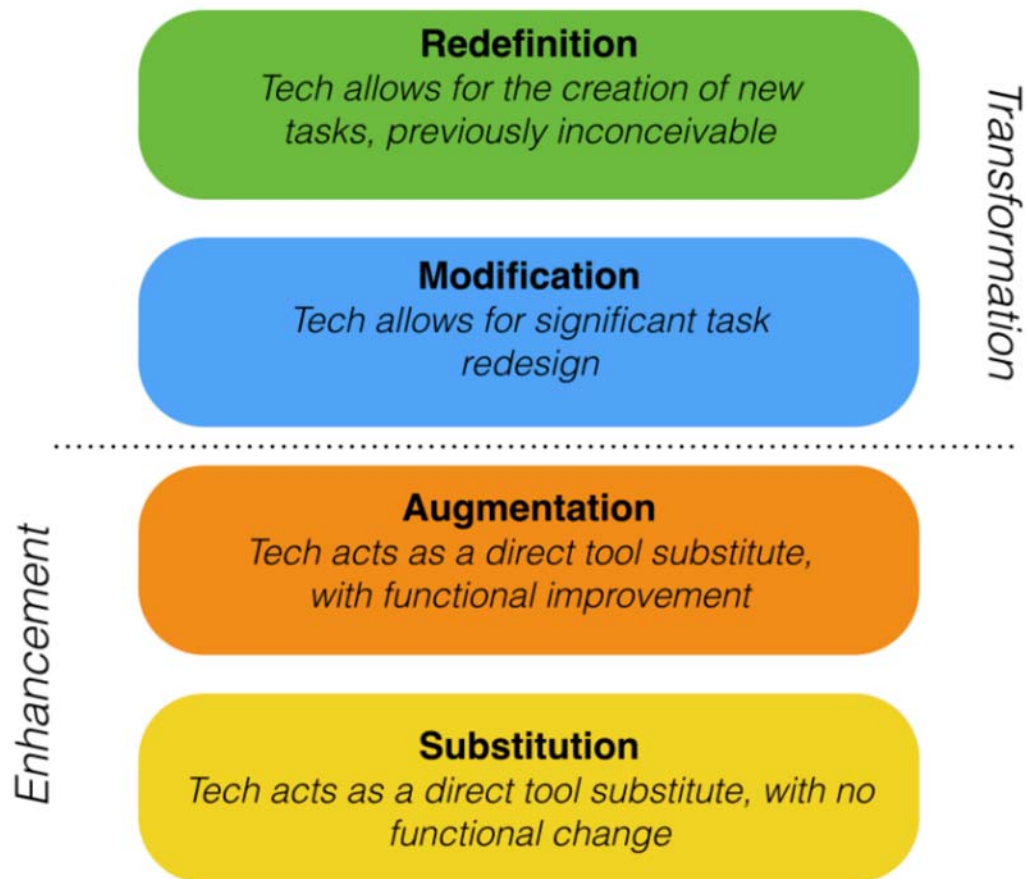 Redefinition
Tech allows for the creation of new
tasks, previously inconceivable
Transformation
Modification
Tech allows for significant task
redesign
Enhancement
Augmentation
Tech acts as a direct tool substitute,
with functional improvement
Substitution
Tech acts as a direct tool substitute, with no
functional change